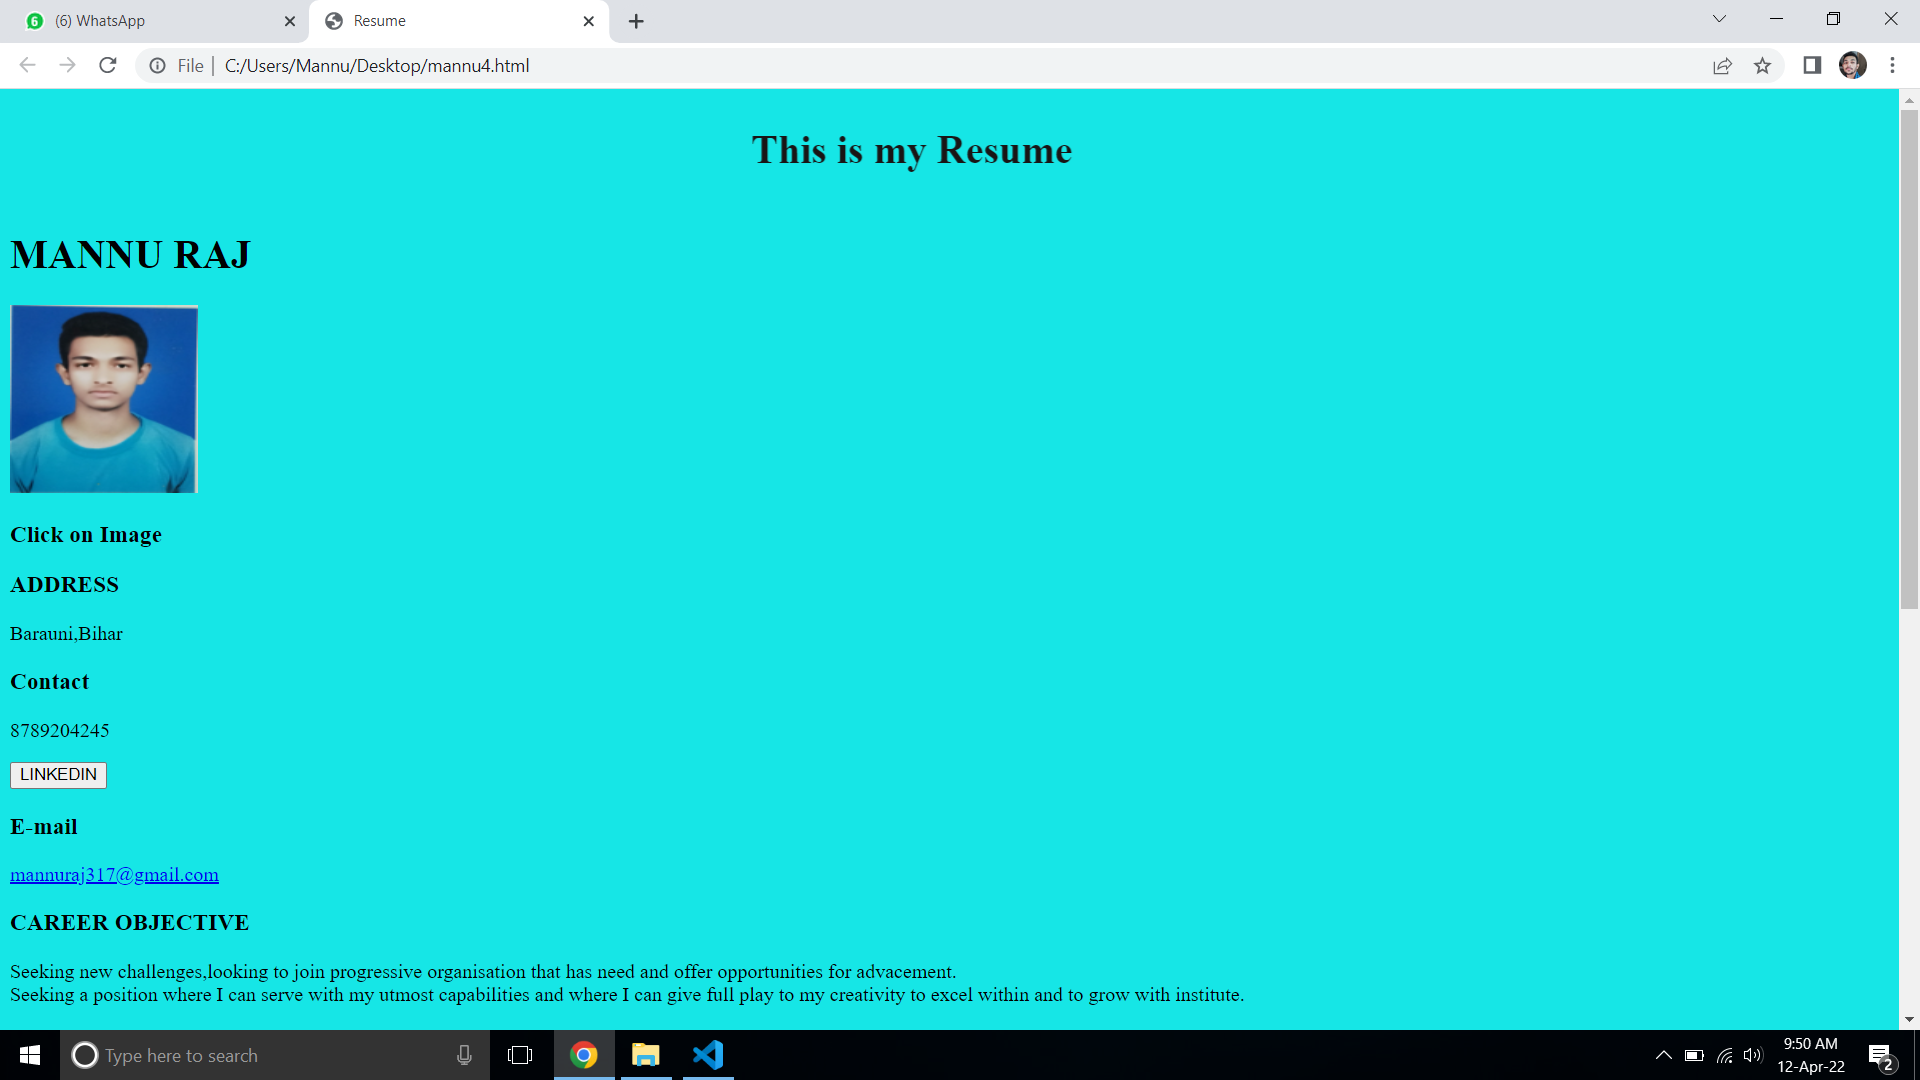 6 (6) WhatsApp
Resume
File C:/Users/Mannu/Desktop/mannu4.html
This is my Resume
MANNU RAJ
Click on Image
ADDRESS
Barauni,Bihar
Contact
8789204245
LINKEDIN
E-mail
mannuraj317@gmail.com
CAREER OBJECTIVE
Seeking new challenges,looking to join progressive organisation that has need and offer opportunities for advacement.
Seeking a position where I can serve with my utmost capabilities and where I can give full play to my creativity to excel within and to grow with institute.
Type here to search
9:50 AM
12-Apr-22
2